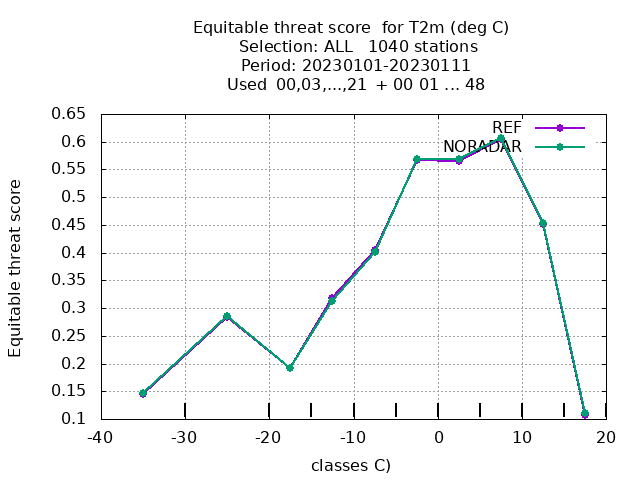 Equitable threat score  for T2m (deg C)
Selection: ALL   1040 stations
Period: 20230101-20230111
Used  00,03,...,21  + 00 01 ... 48
0.65
0.6
0.55
0.5
0.45
0.4
0.35
0.3
0.25
0.2
0.15
0.1
Equitable threat score
REF
NORADAR
-40 -30 -20 -10 0 10 20
classes C)